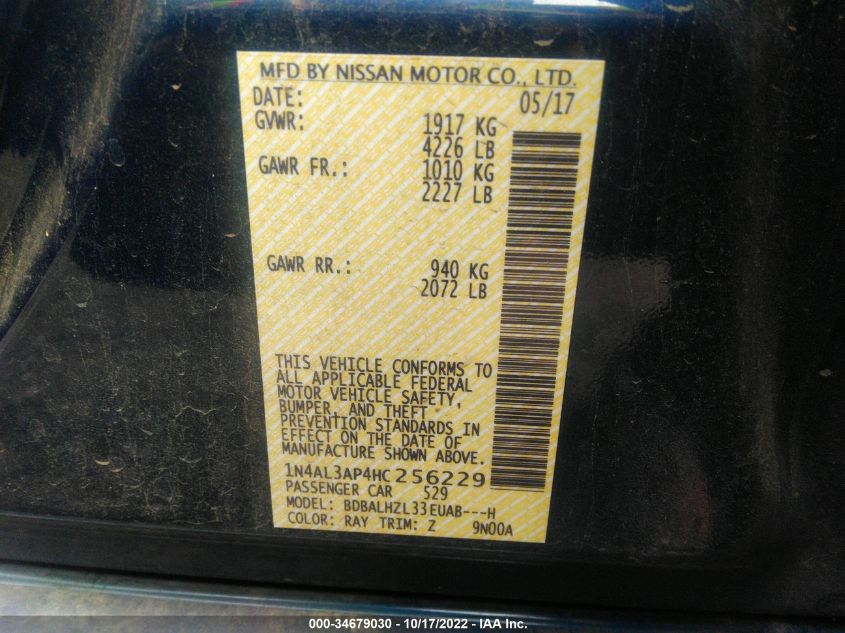 MFD BY NISSAN MOTOR CO., LTD.
DATE: 05/17
GVWR: 1917 KG
4226 LB
GAWR FR.: 1010 KG
2227 LB
GAWR RR.: 940 KG
2072 LB
THIS VEHICLE CONFORMS TO
ALL APPLICABLE FEDERAL
MOTOR VEHICLE SAFETY,
BUMPER, AND THEFT
PREVENTION STANDARDS IN
EFFECT ON THE DATE OF
MANUFACTURE SHOWN ABOVE.
1N4AL3AP4HC256229
PASSENGER CAR 529
MODEL: BDBALHZL33EUAB---H
COLOR: RAY TRIM: Z 9N00A
000-34679030 - 10/17/2022 - IAA Inc.